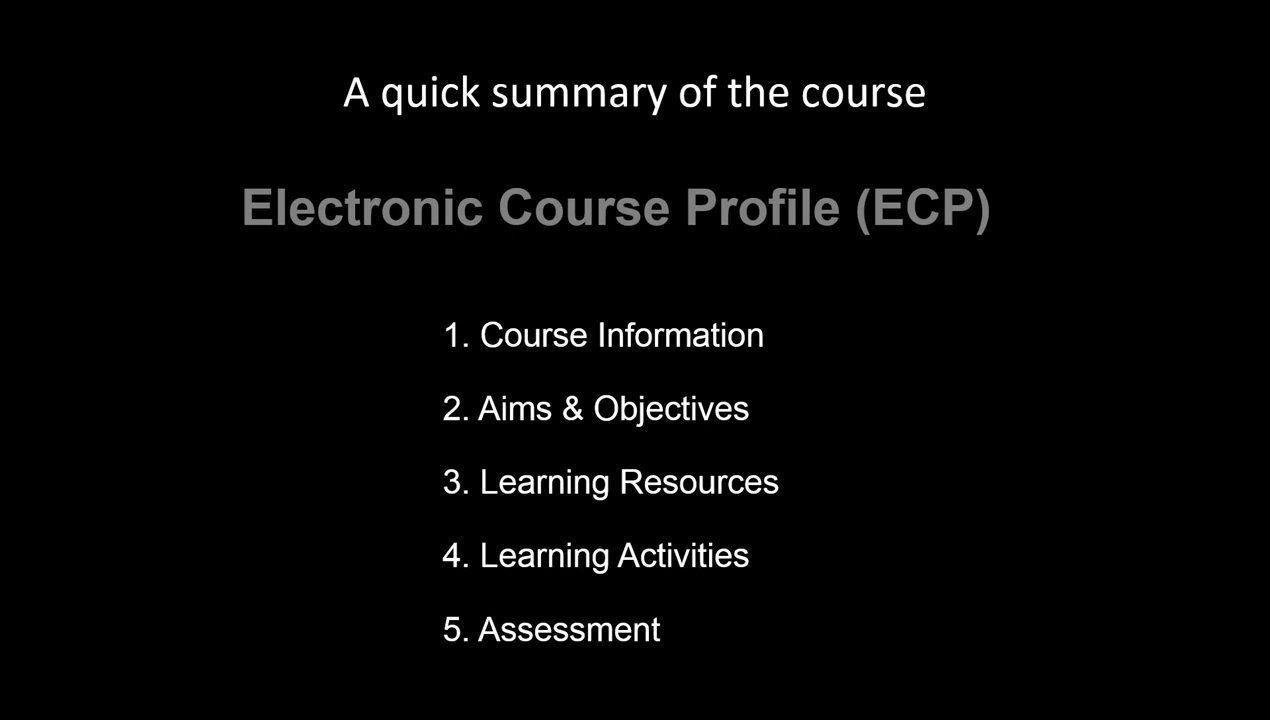 A quick summary of the course
Electronic Course Profile (ECP)
1. Course Information
2. Aims & Objectives
3. Learning Resources
4. Learning Activities
5. Assessment